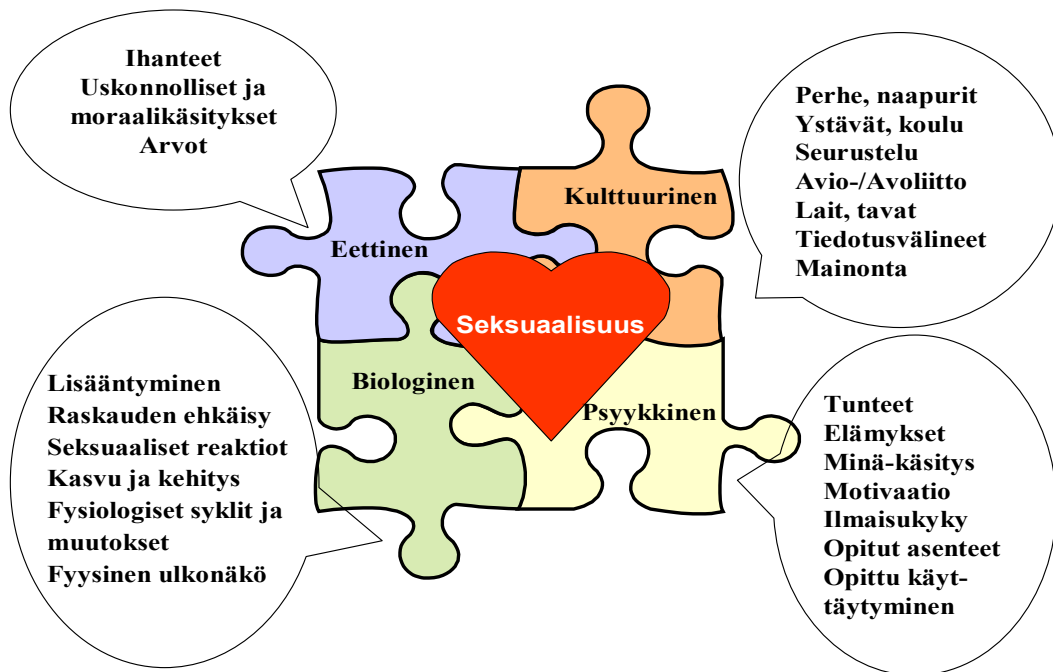 Ihanteet
Uskonnolliset ja
moraalikäsitykset
Arvot
Perhe, naapurit
Ystävät, koulu
Seurustelu
Avio-/Avoliitto
Lait, tavat
Tiedotusvälineet
Mainonta
Kulttuurinen
Eettinen
Seksuaalisuus
Biologinen
Psyykkinen
Lisääntyminen
Raskauden ehkäisy
Seksuaaliset reaktiot
Kasvu ja kehitys
Fysiologiset syklit ja
muutokset
Fyysinen ulkonäkö
Tunteet
Elämykset
Minä-käsitys
Motivaatio
Ilmaisukyky
Opitut asenteet
Opittu käyt-
täytyminen